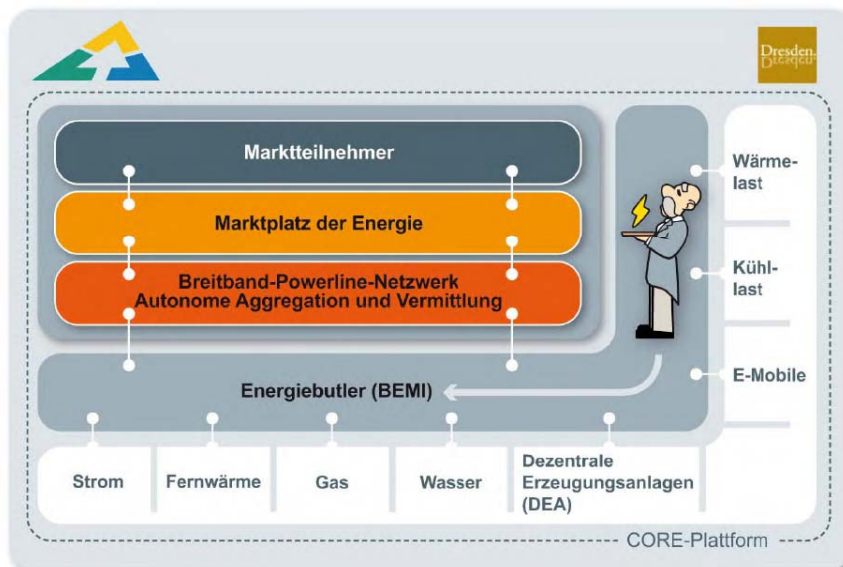 Dresden.
Dresden.
Marktteilnehmer
Marktplatz der Energie
Breitband-Powerline-Netzwerk
Autonome Aggregation und Vermittlung
Energiebutler (BEMI)
Wärme-
last
Kühl-
last
E-Mobile
Strom
Fernwärme
Gas
Wasser
Dezentrale
Erzeugungsanlagen
(DEA)
CORE-Plattform